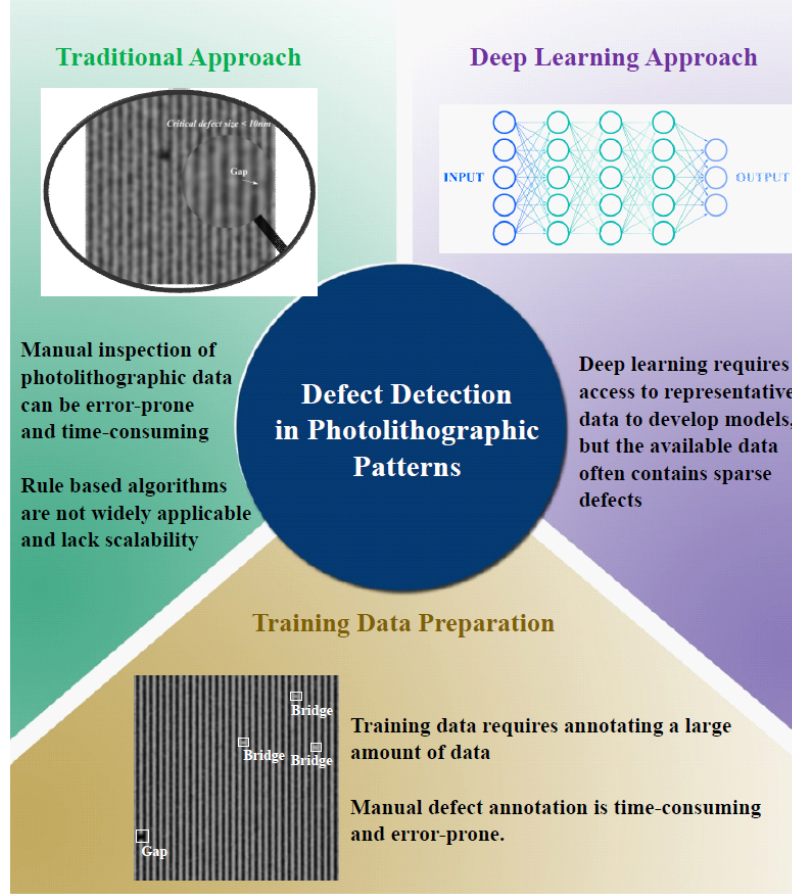 Traditional Approach
Critical defect size < 10nm
Gap
Manual inspection of
photolithographic data
can be error-prone
and time-consuming
Rule based algorithms
are not widely applicable
and lack scalability
Deep Learning Approach
INPUT
OUTPUT
Deep learning requires
access to representative
data to develop models,
but the available data
often contains sparse
defects
Defect Detection
in Photolithographic
Patterns
Training Data Preparation
Bridge
Bridge
Bridge
Gap
Training data requires annotating a large
amount of data
Manual defect annotation is time-consuming
and error-prone.